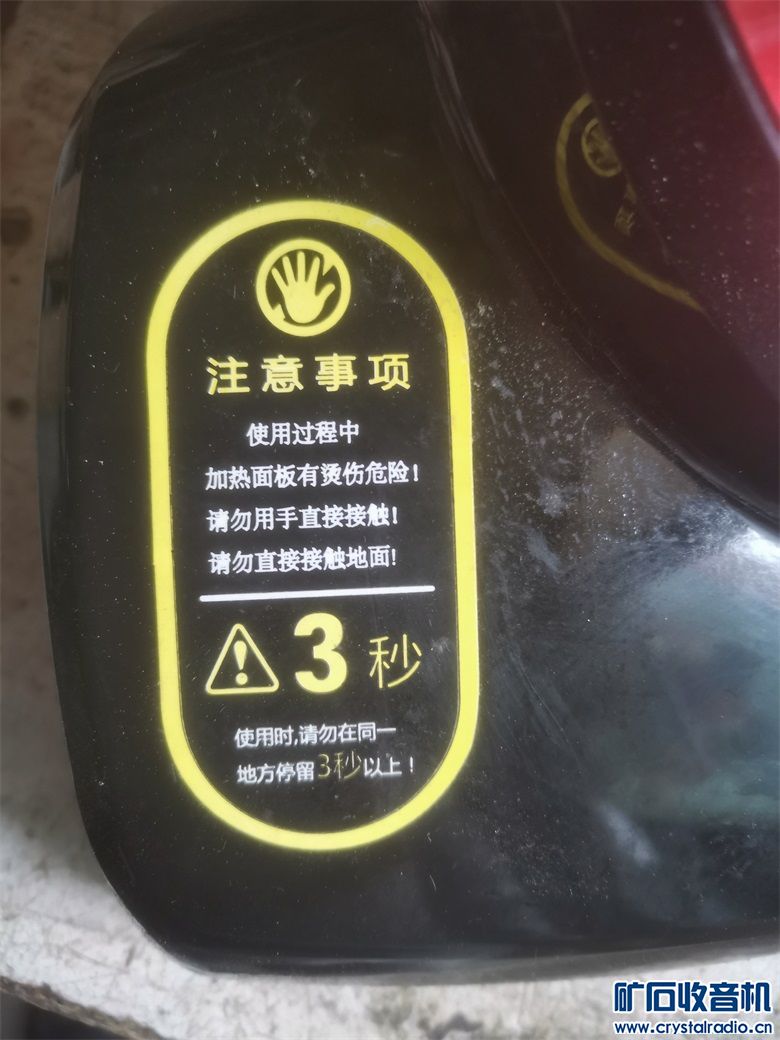 注意事项
使用过程中
加热面板有烫伤危险!
请勿用手直接接触!
请勿直接接触地面!
3秒
使用时,请勿在同一
地方停留3秒以上!
矿石收音机
www.crystalradio.cn